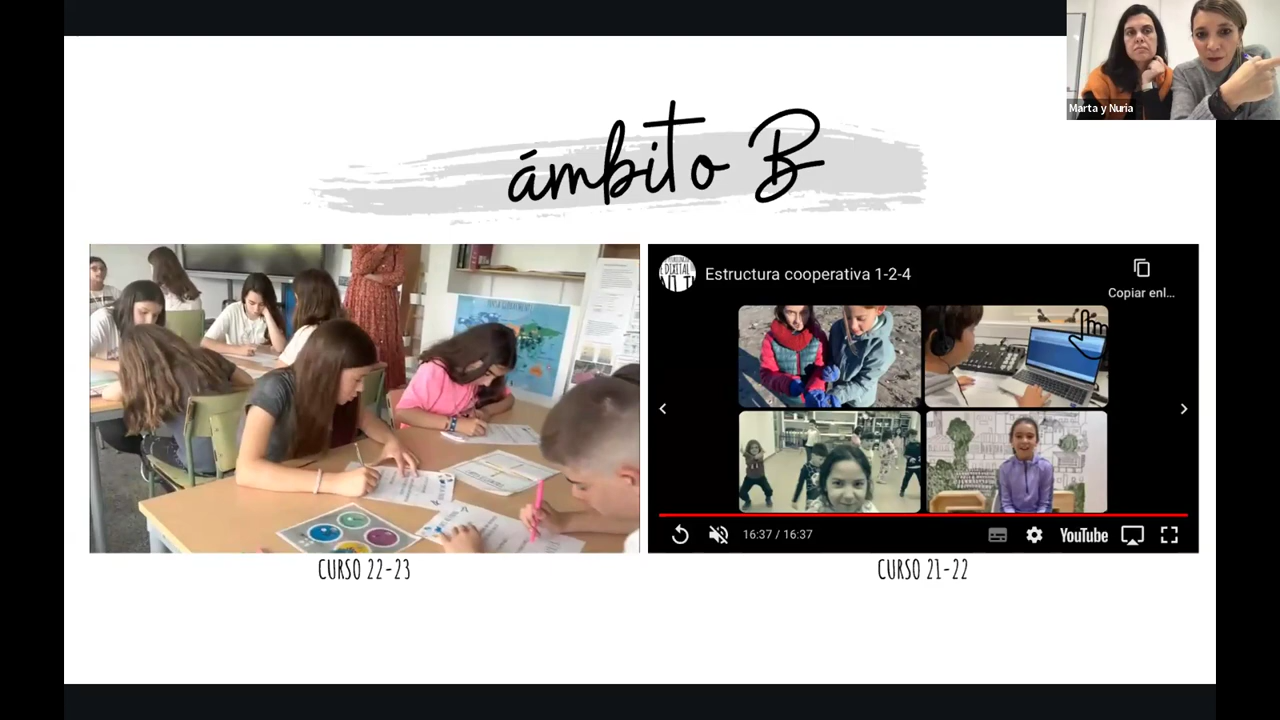 Marta y Nuria
ámbito B
DIXITAL
Estructura cooperativa 1-2-4
Copiar enl...
16:37 / 16:37
YouTube
CURSO 22-23
CURSO 21-22